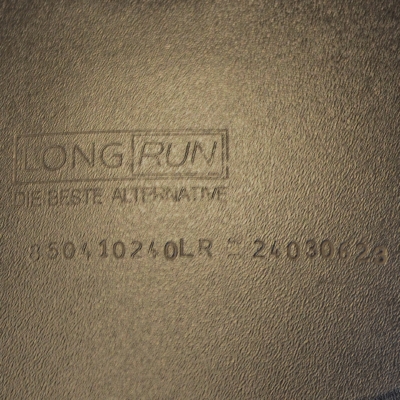 LONG RUN
DIE BESTE ALTERNATIVE
850410240LR